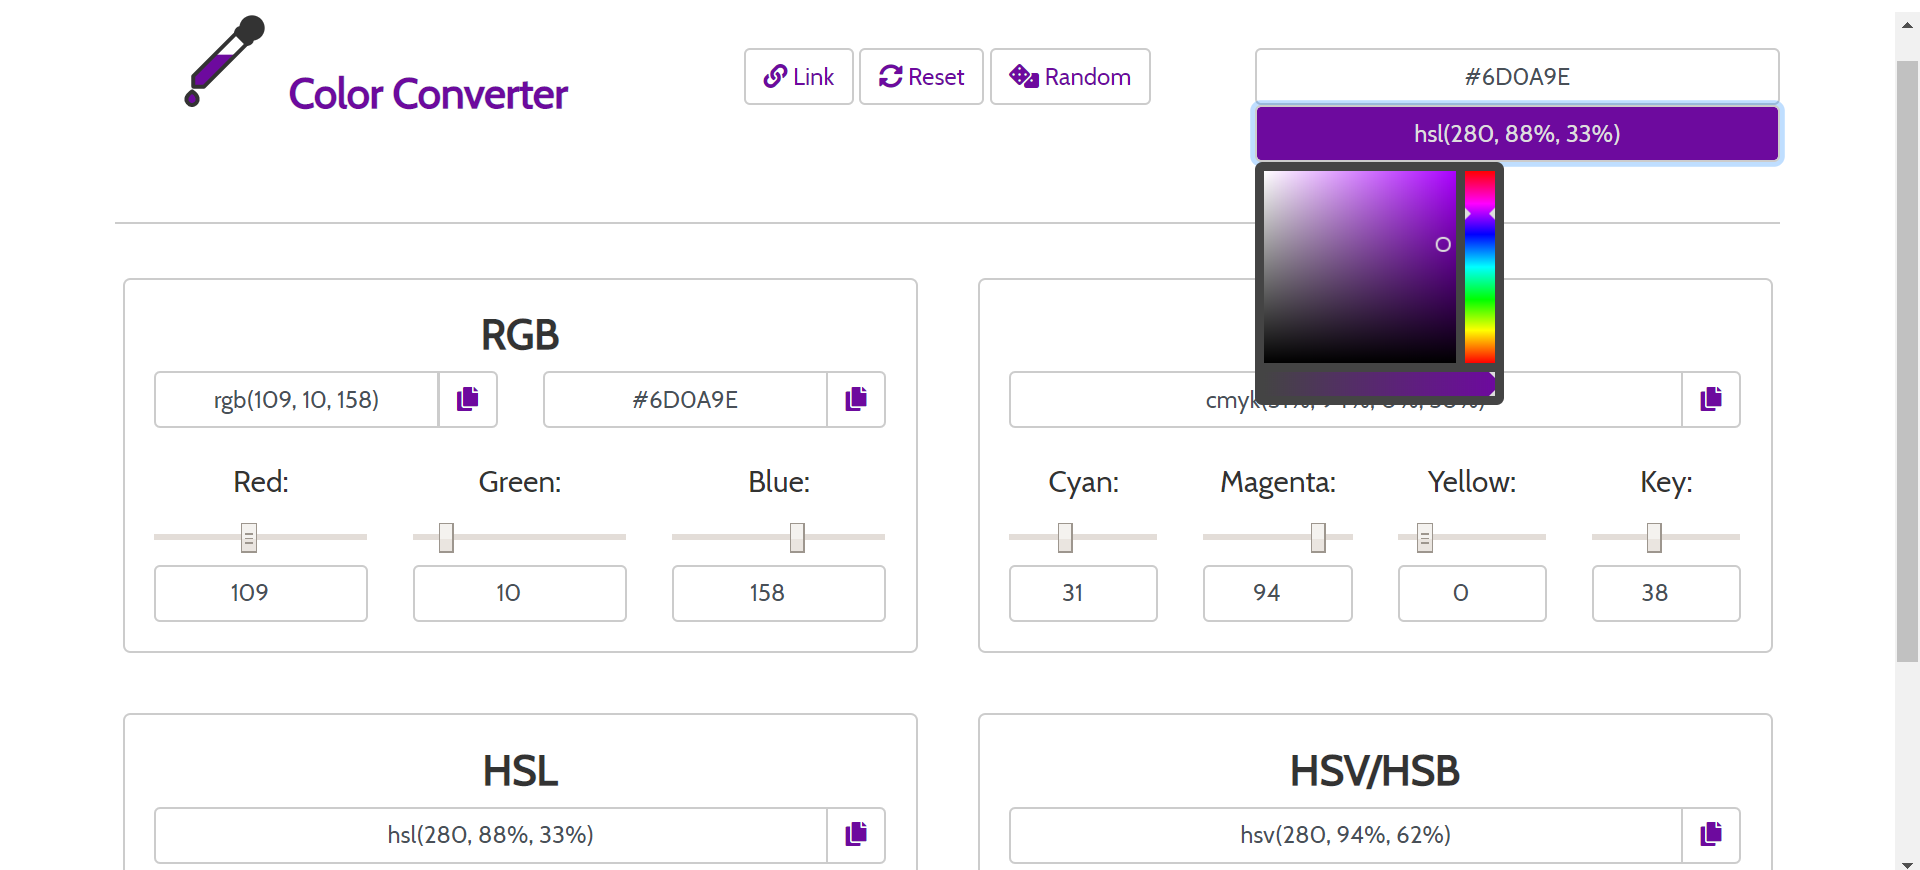 Color Converter
Link
Reset
Random
#6D0A9E
hsl(280, 88%, 33%)
RGB
rgb(109, 10, 158)
#6D0A9E
Red:
Green:
Blue:
109
10
158
Cyan:
Magenta:
Yellow:
Key:
31
94
0
38
HSL
hsl(280, 88%, 33%)
HSV/HSB
hsv(280, 94%, 62%)